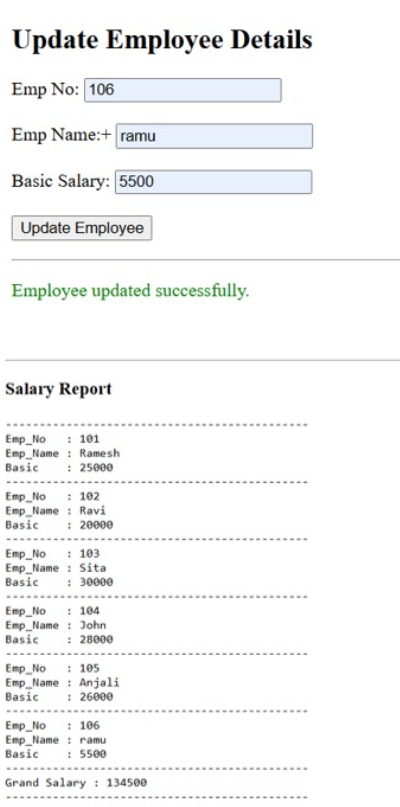 Update Employee Details
Emp No: 106
Emp Name:+ ramu
Basic Salary: 5500
Update Employee
Employee updated successfully.
Salary Report
---------------------------------------------
Emp_No : 101
Emp_Name : Ramesh
Basic : 25000
---------------------------------------------
Emp_No : 102
Emp_Name : Ravi
Basic : 20000
---------------------------------------------
Emp_No : 103
Emp_Name : Sita
Basic : 30000
---------------------------------------------
Emp_No : 104
Emp_Name : John
Basic : 28000
---------------------------------------------
Emp_No : 105
Emp_Name : Anjali
Basic : 26000
---------------------------------------------
Emp_No : 106
Emp_Name : ramu
Basic : 5500
---------------------------------------------
Grand Salary : 134500
---------------------------------------------